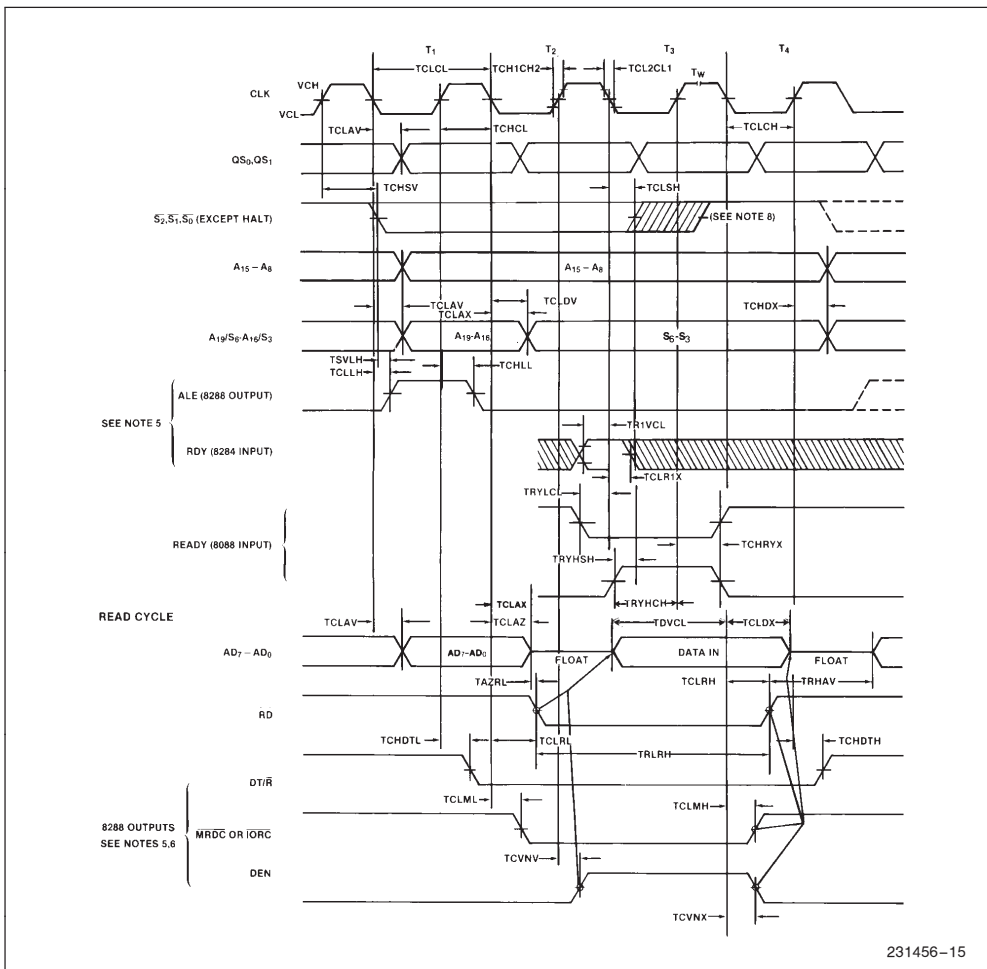 T1 T2 T3 T4
TCLCL TCH1CH2 TCL2CL1 TW
VCH
CLK
VCL
TCLAV TCHCL TCLCH
QS0,QS1
TCHSV TCLSH
S2,S1,S0 (EXCEPT HALT) (SEE NOTE 8)
A15 – A8 A15 – A8
TCLAV TCLDV
TCLAX TCHDX
A19/S6-A16/S3 A19-A16 S6-S3
TSVLH TCHLL
TCLLH
ALE (8288 OUTPUT)
SEE NOTE 5 TR1VCL
RDY (8284 INPUT)
TCLR1X
TRYLCL
READY (8088 INPUT) TCHRYX
TRYHSH
TCLAX TRYHCH
READ CYCLE
TCLAV TCLAZ TDVCL TCLDX
AD7 – AD0 AD7-AD0 FLOAT DATA IN FLOAT
TAZRL TCLRH TRHAV
RD
TCHDTL TCLRL TRLRH TCHDTH
DT/R
TCLML TCLMH
8288 OUTPUTS MRDC OR IORC
SEE NOTES 5,6
TCVNV
DEN
TCVNX
231456–15